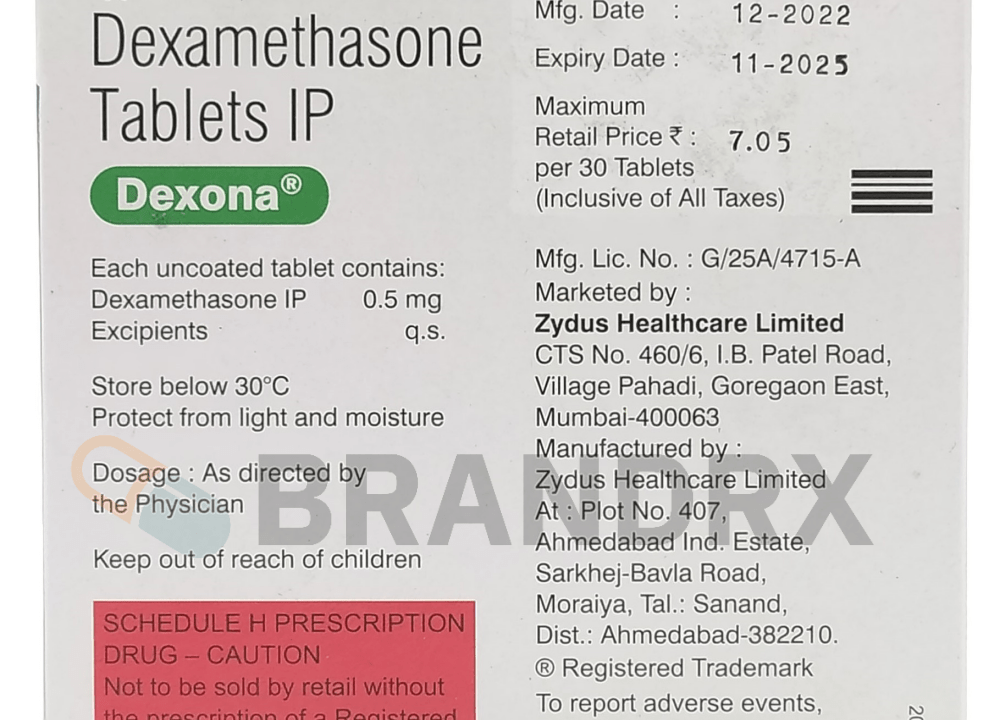 Dexamethasone
Tablets IP
Dexona®
Each uncoated tablet contains:
Dexamethasone IP 0.5 mg
Excipients q.s.
Store below 30°C
Protect from light and moisture
Dosage : As directed by
the Physician
Keep out of reach of children
SCHEDULE H PRESCRIPTION
DRUG – CAUTION
Not to be sold by retail without
the prescription of a Registered
Mfg. Date : 12-2022
Expiry Date : 11-2025
Maximum
Retail Price ₹ : 7.05
per 30 Tablets
(Inclusive of All Taxes)
Mfg. Lic. No. : G/25A/4715-A
Marketed by :
Zydus Healthcare Limited
CTS No. 460/6, I.B. Patel Road,
Village Pahadi, Goregaon East,
Mumbai-400063
Manufactured by :
Zydus Healthcare Limited
At : Plot No. 407,
Ahmedabad Ind. Estate,
Sarkhej-Bavla Road,
Moraiya, Tal.: Sanand,
Dist.: Ahmedabad-382210.
® Registered Trademark
To report adverse events,
BRANDRX